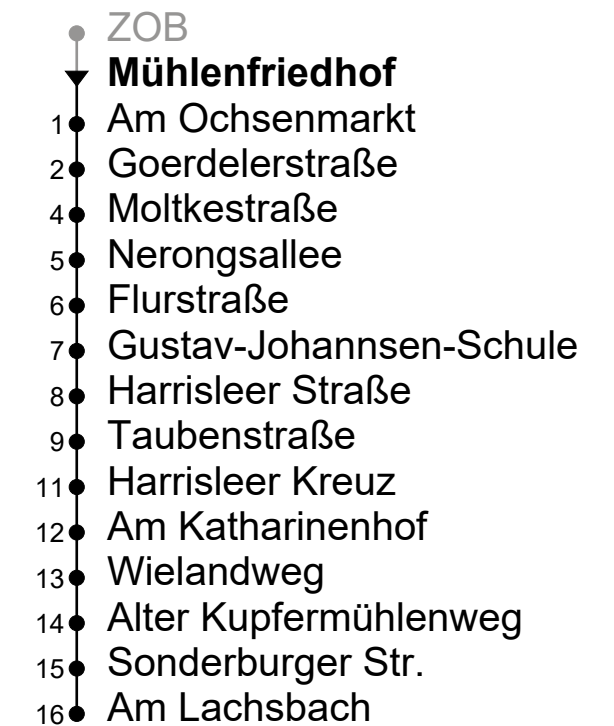 ZOB
Mühlenfriedhof
1 Am Ochsenmarkt
2 Goerdelerstraße
4 Moltkestraße
5 Nerongsallee
6 Flurstraße
7 Gustav-Johannsen-Schule
8 Harrisleer Straße
9 Taubenstraße
11 Harrisleer Kreuz
12 Am Katharinenhof
13 Wielandweg
14 Alter Kupfermühlenweg
15 Sonderburger Str.
16 Am Lachsbach